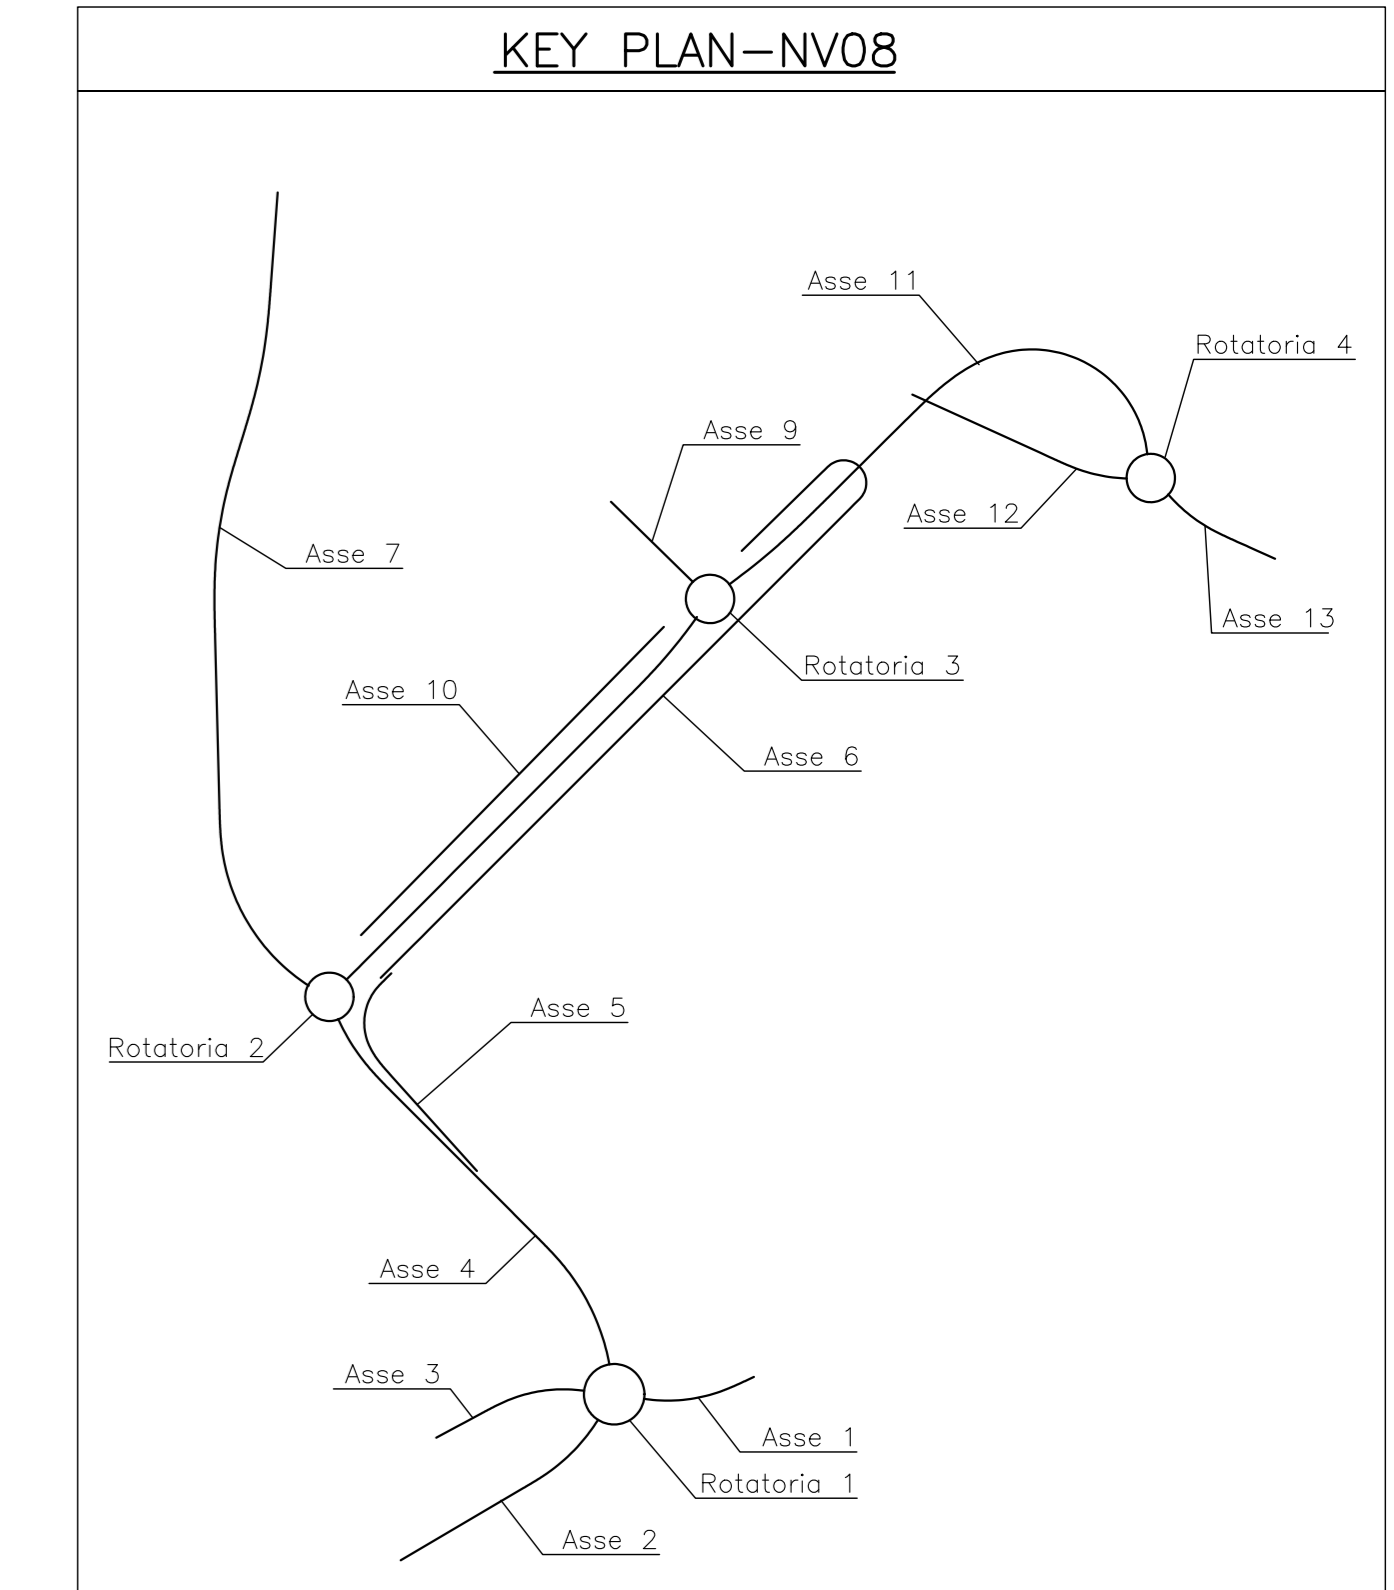 KEY PLAN-NV08
Asse 11
Rotatoria 4
Asse 9
Asse 12
Asse 7
Asse 13
Rotatoria 3
Asse 10
Asse 6
Asse 5
Rotatoria 2
Asse 4
Asse 3
Asse 1
Rotatoria 1
Asse 2